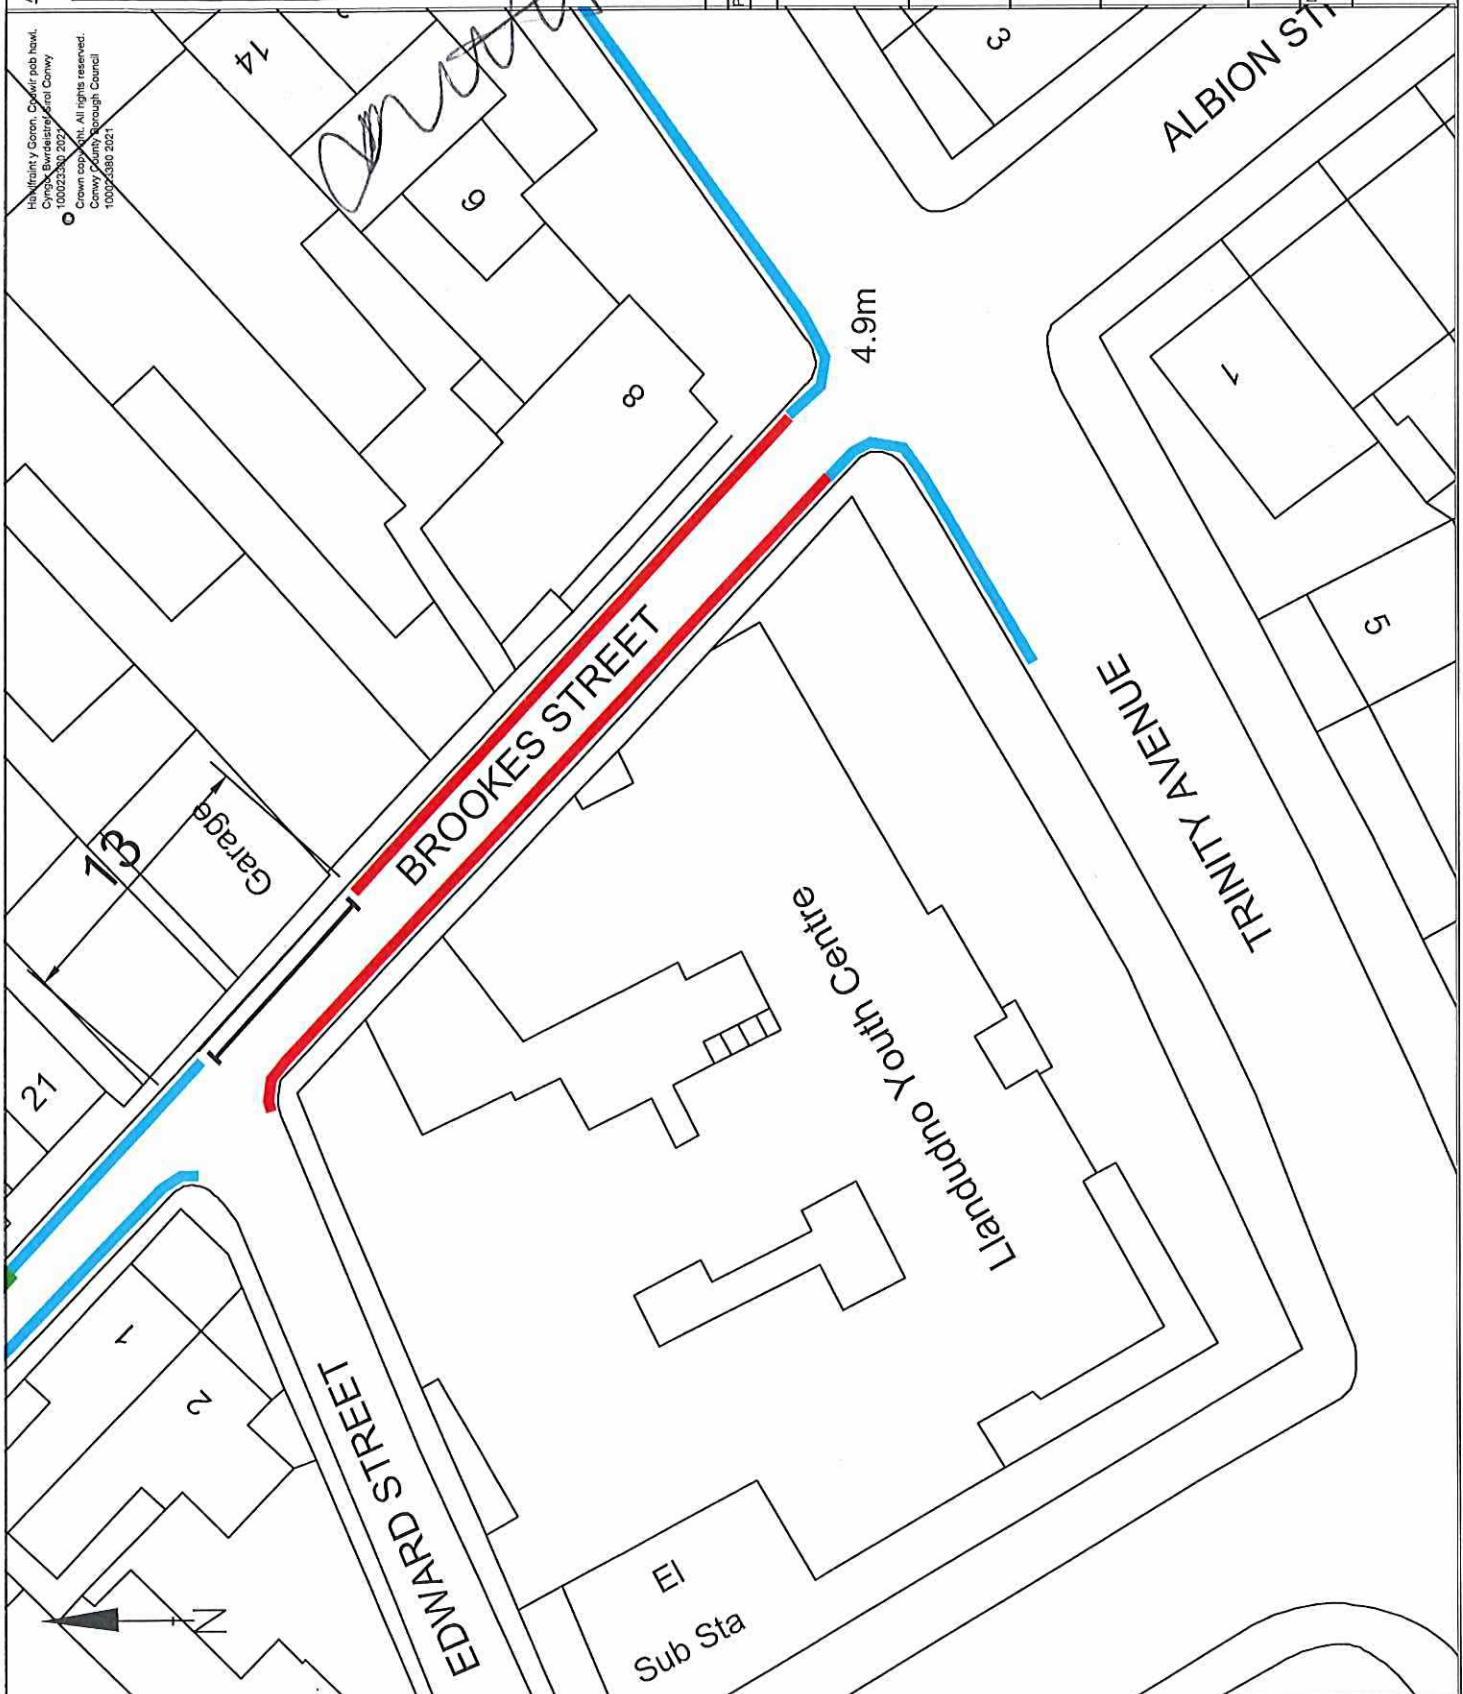 Hawlfraint y Goron. Cedwir pob hawl.
Cyngor Bwrdeistref Sirol Conwy
100023380 2021
© Crown copyright. All rights reserved.
Conwy County Borough Council
100023380 2021
14
3
ALBION STR
6
4.9m
8
1
BROOKES STREET
5
13
Garage
TRINITY AVENUE
21
Llandudno Youth Centre
1
2
EDWARD STREET
N
El
Sub Sta